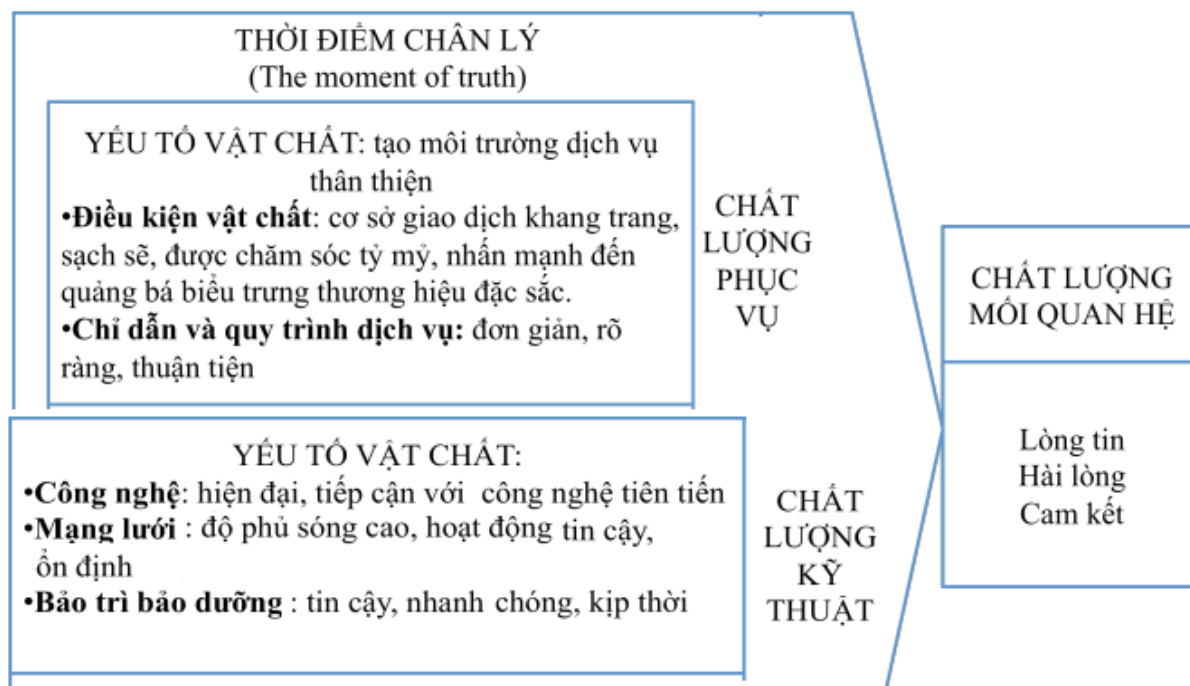 THỜI ĐIỂM CHÂN LÝ
(The moment of truth)
YẾU TỐ VẬT CHẤT: tạo môi trường dịch vụ
thân thiện
•Điều kiện vật chất: cơ sở giao dịch khang trang,
sạch sẽ, được chăm sóc tỷ mỷ, nhấn mạnh đến
quảng bá biểu trưng thương hiệu đặc sắc.
•Chỉ dẫn và quy trình dịch vụ: đơn giản, rõ
ràng, thuận tiện
CHẤT
LƯỢNG
PHỤC
VỤ
YẾU TỐ VẬT CHẤT:
•Công nghệ: hiện đại, tiếp cận với công nghệ tiên tiến
•Mạng lưới : độ phủ sóng cao, hoạt động tin cậy,
ổn định
•Bảo trì bảo dưỡng : tin cậy, nhanh chóng, kịp thời
CHẤT
LƯỢNG
KỸ
THUẬT
CHẤT LƯỢNG
MỐI QUAN HỆ
Lòng tin
Hài lòng
Cam kết